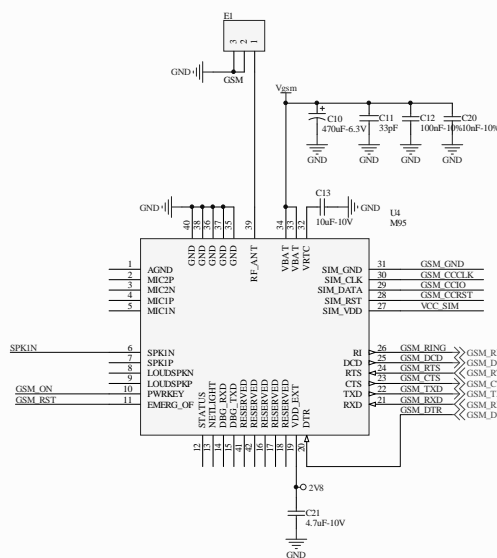 E1
3
2
1
GND
GSM
Vgsm
C10
470uF-6.3V
C11
33pF
C12
100nF-10%
C20
10nF-10%
GND
GND
GND
GND
C13
10uF-10V
GND
U4
M95
GND
40
38
36
37
35
39
34
33
32
GND
GND
GND
GND
GND
RF_ANT
VBAT
VBAT
VRTC
1
AGND
2
MIC2P
3
MIC2N
4
MIC1P
5
MIC1N
SPK1N
6
SPK1N
7
SPK1P
8
LOUDSPKN
9
LOUDSPKP
GSM_ON
10
PWRKEY
GSM_RST
11
EMERG_OF
SIM_GND
31
GSM_GND
SIM_CLK
30
GSM_CCCLK
SIM_DATA
29
GSM_CCIO
SIM_RST
28
GSM_CCRST
SIM_VDD
27
VCC_SIM
RI
26
GSM_RING
GSM_R
DCD
25
GSM_DCD
GSM_D
RTS
24
GSM_RTS
GSM_R
CTS
23
GSM_CTS
GSM_C
TXD
22
GSM_TXD
GSM_T
RXD
21
GSM_RXD
GSM_R
GSM_DTR
GSM_D
STATUS
NETLIGHT
DBG_RXD
DBG_TXD
RESERVED
RESERVED
RESERVED
RESERVED
RESERVED
VDD_EXT
DTR
12
13
14
15
41
42
16
17
18
19
20
2V8
C21
4.7uF-10V
GND